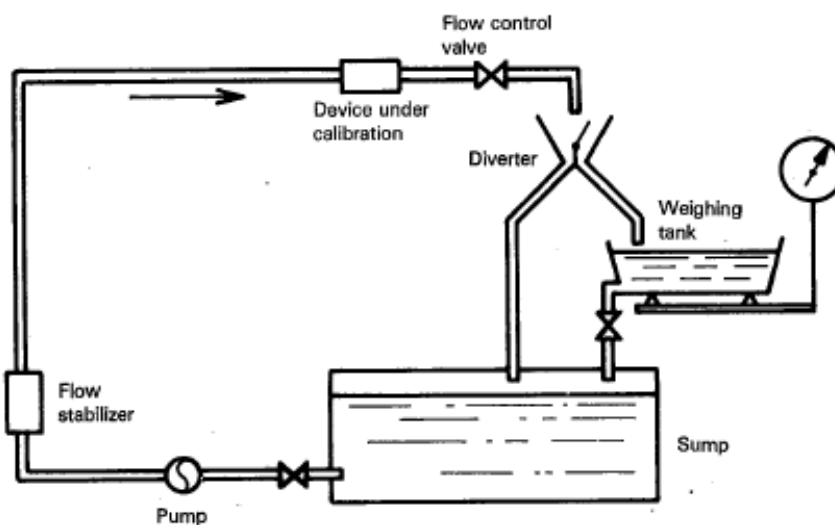 Flow control
valve
Device under
calibration
Diverter
Weighing
tank
Flow
stabilizer
Sump
Pump